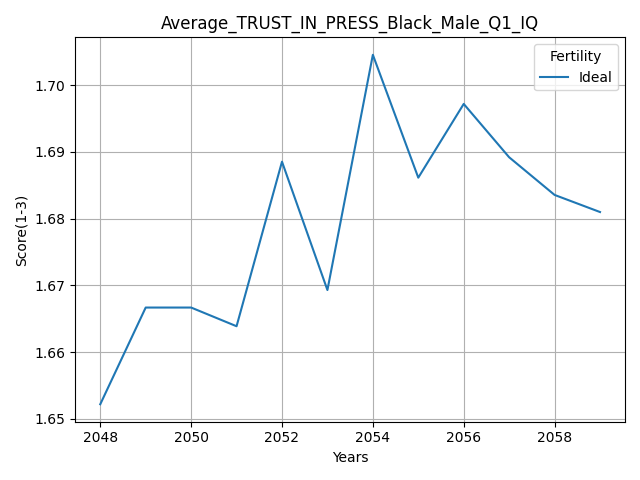 Average_TRUST_IN_PRESS_Black_Male_Q1_IQ
Fertility
Ideal
Score(1-3)
1.70
1.69
1.68
1.67
1.66
1.65
2048 2050 2052 2054 2056 2058
Years